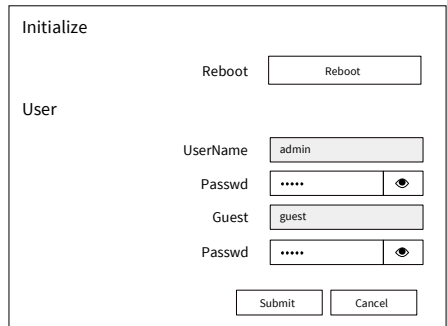 Initialize
Reboot Reboot
User
UserName admin
Passwd •••••
Guest guest
Passwd •••••
Submit Cancel